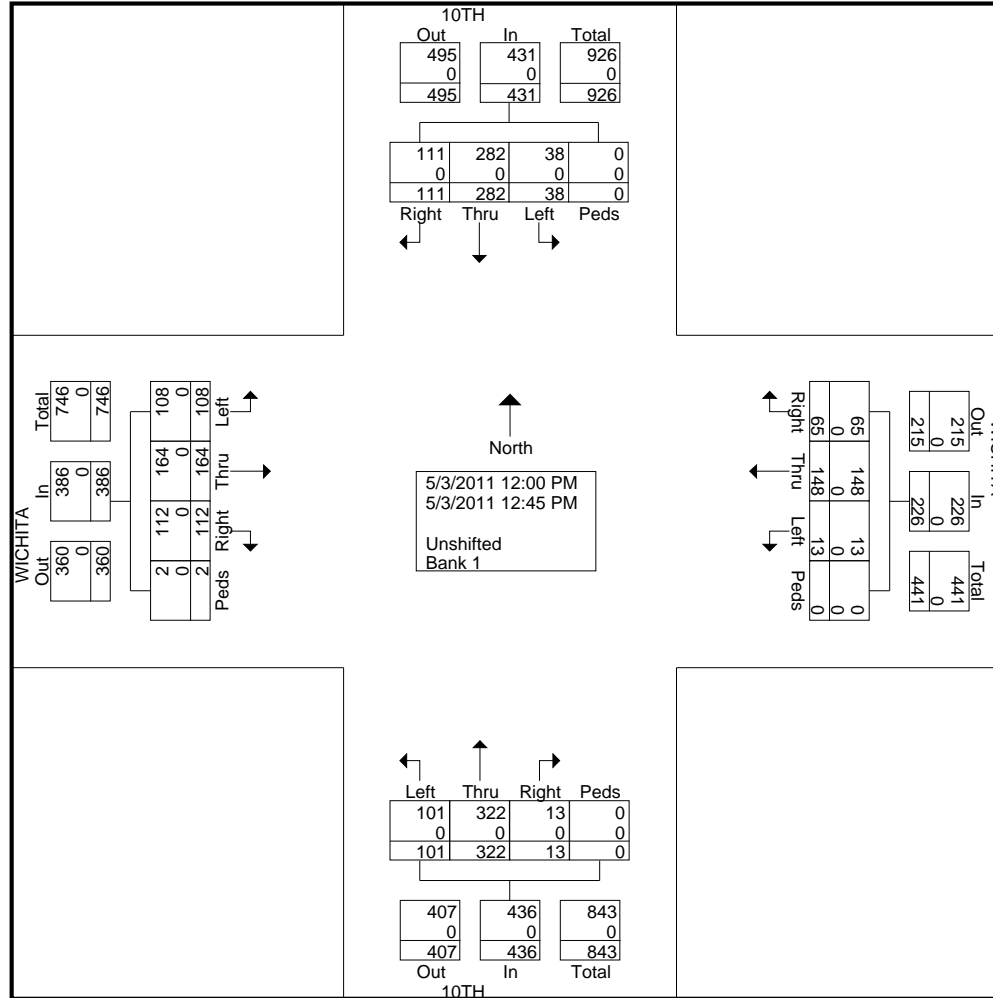 10TH
Out In Total
495 431 926
0 0 0
495 431 926
111 282 38 0
0 0 0 0
111 282 38 0
Right Thru Left Peds
WICHITA
Total In Out
746 386 360
0 0 0
746 386 360
108 164 112 2
0 0 0 0
108 164 112 2
Left Thru Right Peds
North
5/3/2011 12:00 PM
5/3/2011 12:45 PM
Unshifted
Bank 1
Out In Total
215 226 441
0 0 0
215 226 441
65 148 13 0
0 0 0 0
65 148 13 0
Right Thru Left Peds
Left Thru Right Peds
101 322 13 0
0 0 0 0
101 322 13 0
407 436 843
0 0 0
407 436 843
Out In Total
10TH